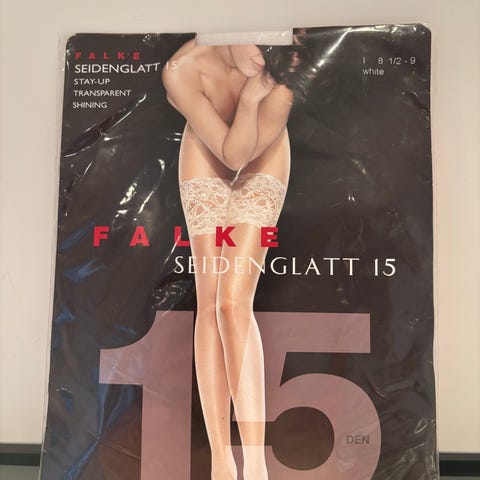 FALKE
SEIDENGLATT 15
STAY-UP
TRANSPARENT
SHINING
I 8 1/2 - 9
white
FALKE
SEIDENGLATT 15
15
DEN